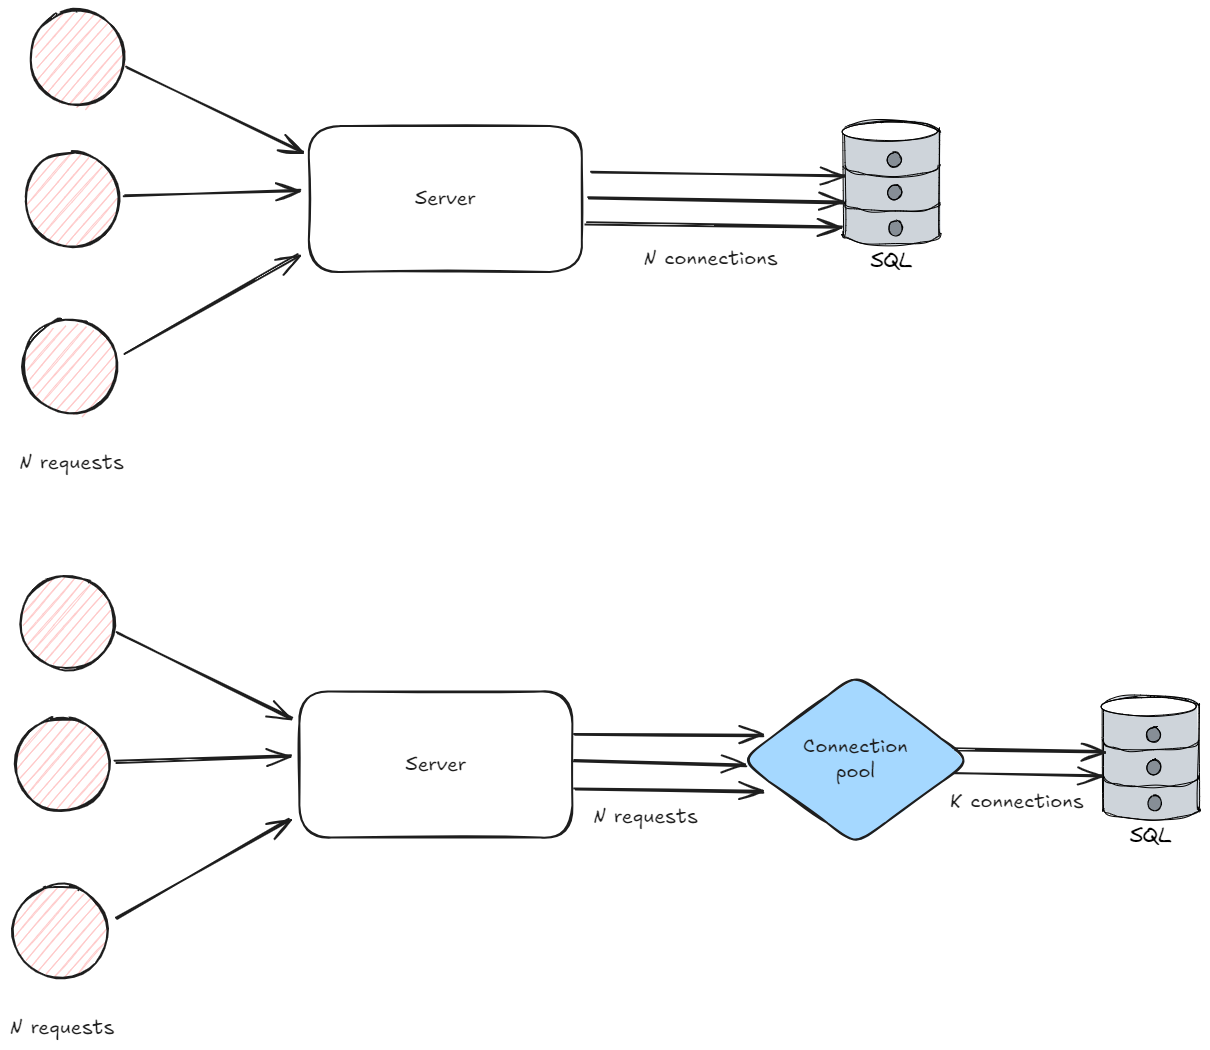 Server
N connections
SQL
N requests
Server
Connection
pool
N requests
K connections
SQL
N requests